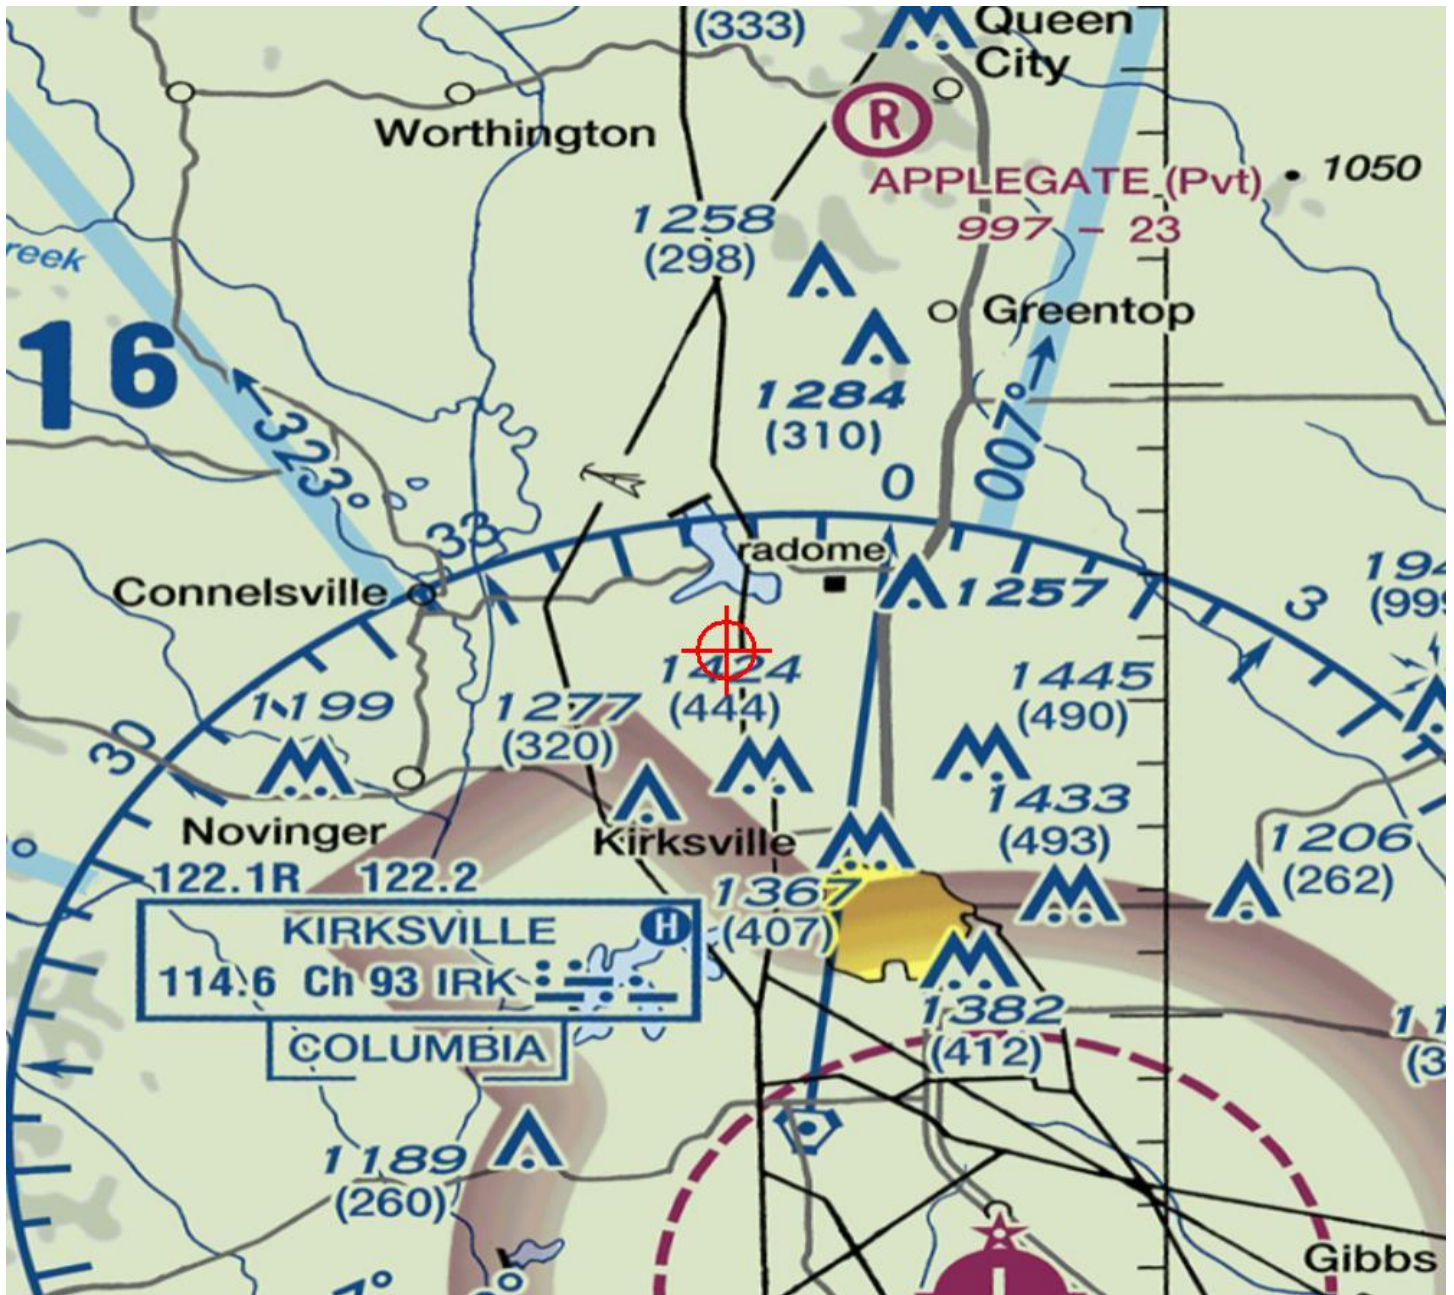 (333)
Queen
City
Worthington
R
APPLEGATE (Pvt)
997 - 23
1050
1258
(298)
reek
Greentop
16
1284
(310)
323°
007°
0
33
radome
Connelsville
1257
3
1424
(444)
1445
(490)
1199
1277
(320)
30
1433
(493)
1206
(262)
Novinger
Kirksville
122.1R 122.2
1367
(407)
KIRKSVILLE H
114.6 Ch 93 IRK
COLUMBIA
1382
(412)
1189
(260)
Gibbs